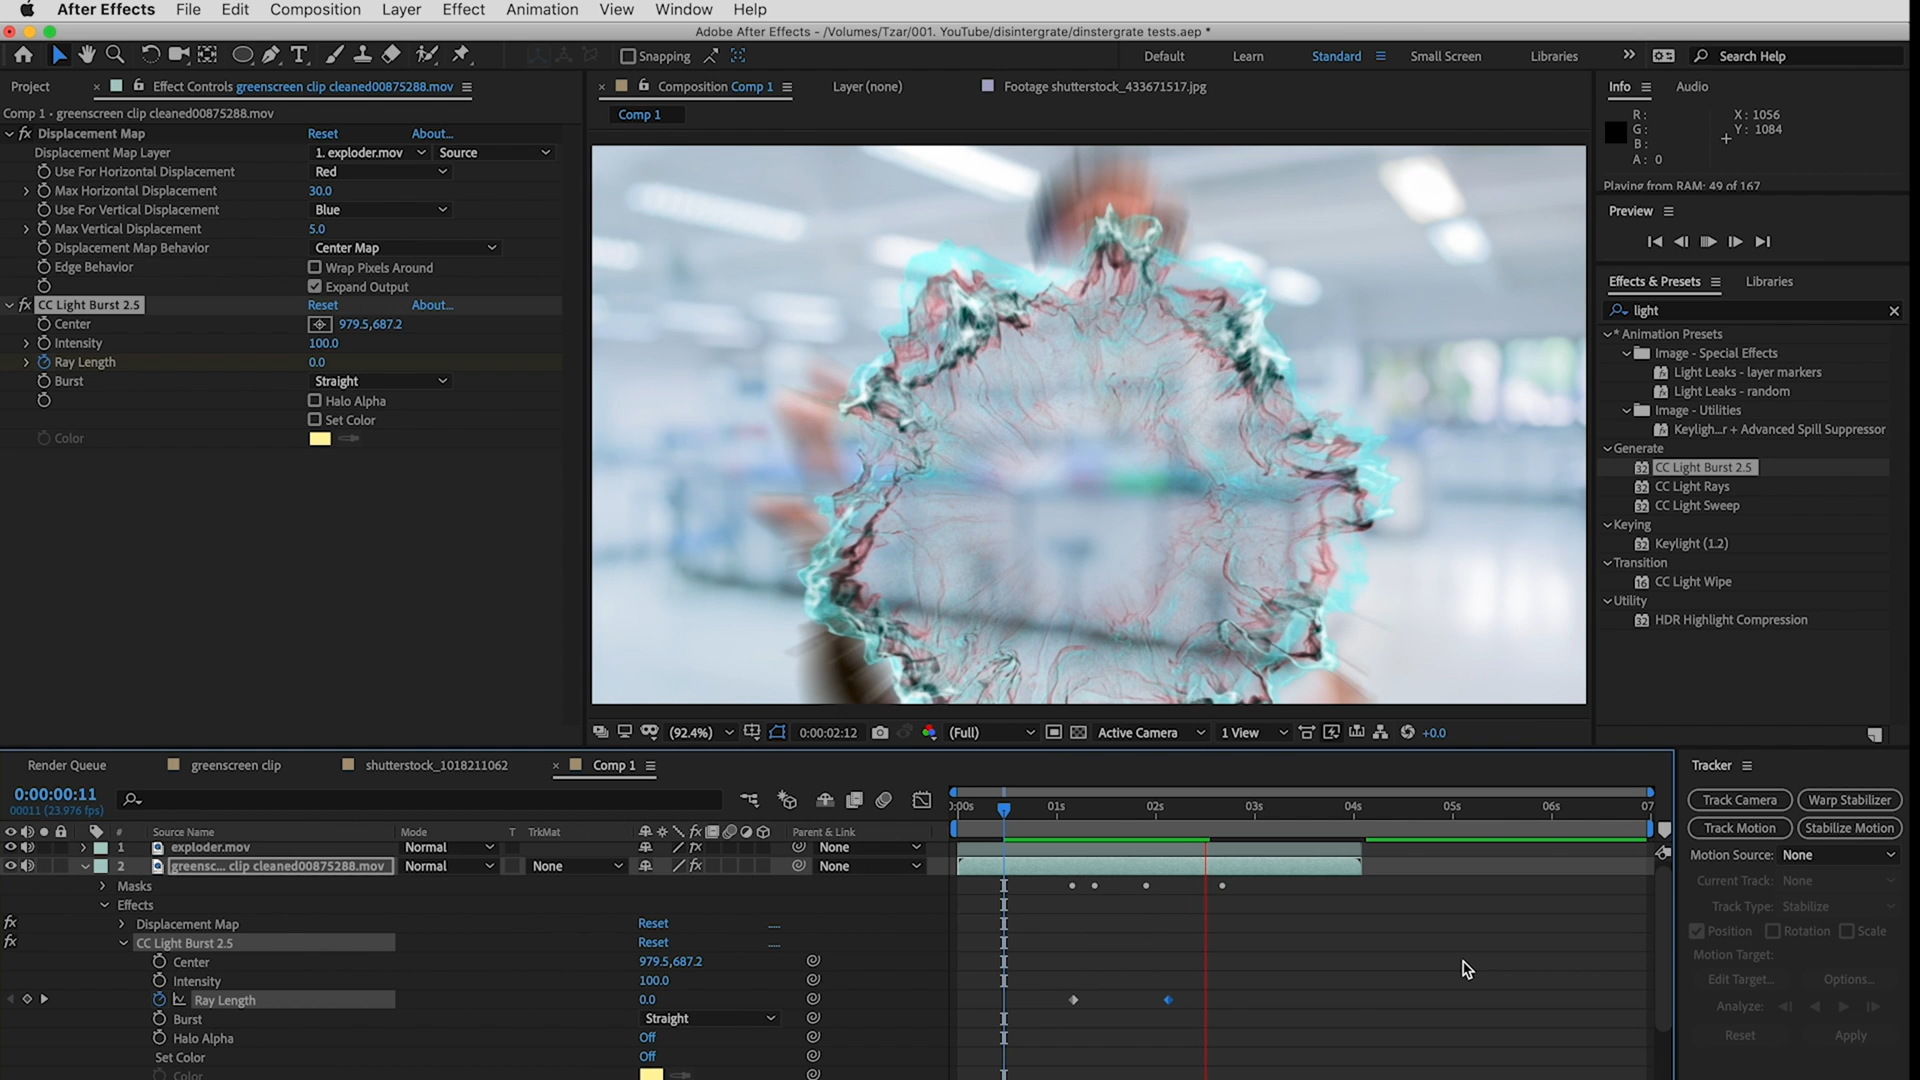 After Effects File Edit Composition Layer Effect Animation View Window Help
Adobe After Effects - /Volumes/Tzar/001. YouTube/disintergrate/dinstergrate tests.aep *
Snapping
Default Learn Standard Small Screen Libraries Search Help
Project Effect Controls greenscreen clip cleaned00875288.mov
Composition Comp 1 Layer (none) Footage shutterstock_433671517.jpg
Comp 1 • greenscreen clip cleaned00875288.mov
Comp 1
fx Displacement Map Reset About...
Displacement Map Layer 1. exploder.mov Source
Use For Horizontal Displacement Red
Max Horizontal Displacement 30.0
Use For Vertical Displacement Blue
Max Vertical Displacement 5.0
Displacement Map Behavior Center Map
Edge Behavior Wrap Pixels Around
Expand Output
fx CC Light Burst 2.5 Reset About...
Center 979.5,687.2
Intensity 100.0
Ray Length 0.0
Burst Straight
Halo Alpha
Set Color
Color
(92.4%) 0:00:02:12 (Full) Active Camera 1 View +0.0
Info Audio
R: X: 1056
G: Y: 1084
B:
A: 0
Playing from RAM: 49 of 167
Preview
Effects & Presets Libraries
light
* Animation Presets
Image - Special Effects
Light Leaks - layer markers
Light Leaks - random
Image - Utilities
Keyligh...r + Advanced Spill Suppressor
Generate
32 CC Light Burst 2.5
32 CC Light Rays
32 CC Light Sweep
Keying
32 Keylight (1.2)
Transition
16 CC Light Wipe
Utility
32 HDR Highlight Compression
Render Queue greenscreen clip shutterstock_1018211062 Comp 1
0:00:00:11
00011 (23.976 fps)
# Source Name Mode T TrkMat fx Parent & Link
1 exploder.mov Normal fx None
2 greensc... clip cleaned00875288.mov Normal None fx None
Masks
Effects
fx Displacement Map Reset .....
fx CC Light Burst 2.5 Reset .....
Center 979.5,687.2
Intensity 100.0
Ray Length 0.0
Burst Straight
Halo Alpha Off
Set Color Off
Color
0:00s 01s 02s 03s 04s 05s 06s 07
Tracker
Track Camera Warp Stabilizer
Track Motion Stabilize Motion
Motion Source: None
Current Track: None
Track Type: Stabilize
Position Rotation Scale
Motion Target:
Edit Target... Options...
Analyze:
Reset Apply